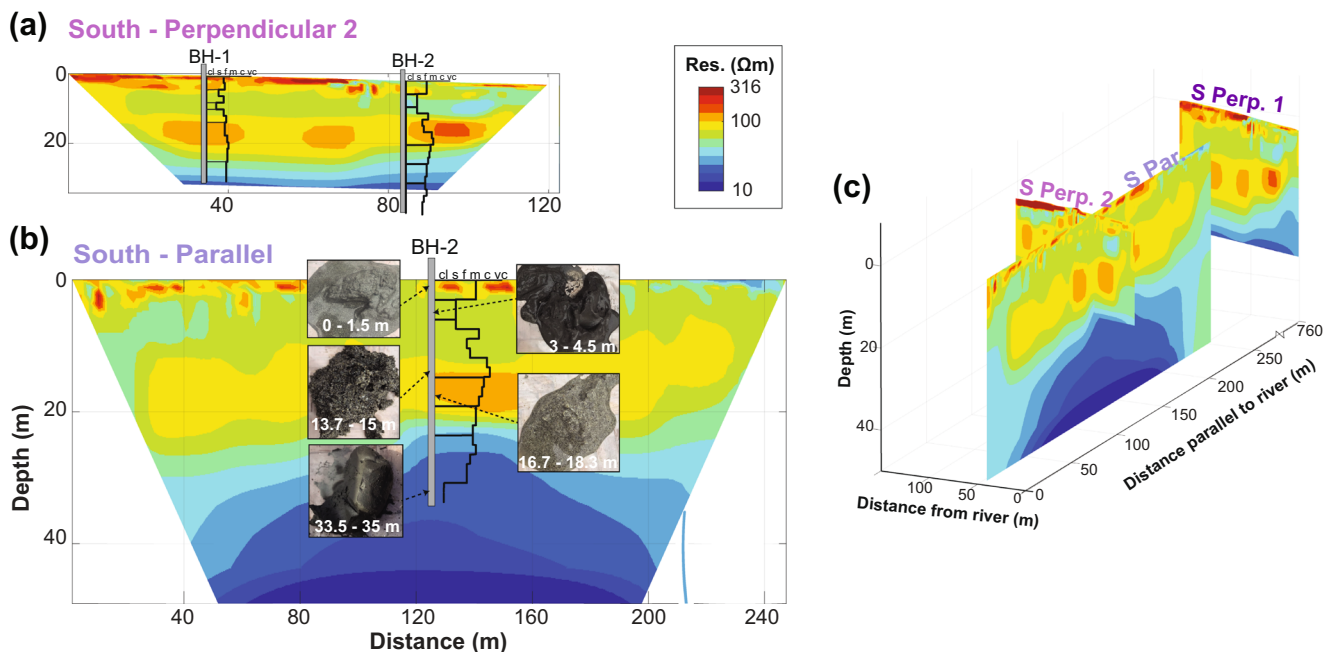 (a) South - Perpendicular 2
BH-1
cl s f m c vc
BH-2
cl s f m c vc
0
20
40
80
120
Res. (Ωm)
316
100
10
(b) South - Parallel
BH-2
cl s f m c vc
0
20
40
Depth (m)
0 - 1.5 m
3 - 4.5 m
13.7 - 15 m
16.7 - 18.3 m
33.5 - 35 m
40
80
120
160
200
240
Distance (m)
(c)
S Perp. 1
S Par.
S Perp. 2
0
20
40
Depth (m)
100
50
0
Distance from river (m)
0
50
100
150
200
250
760
Distance parallel to river (m)